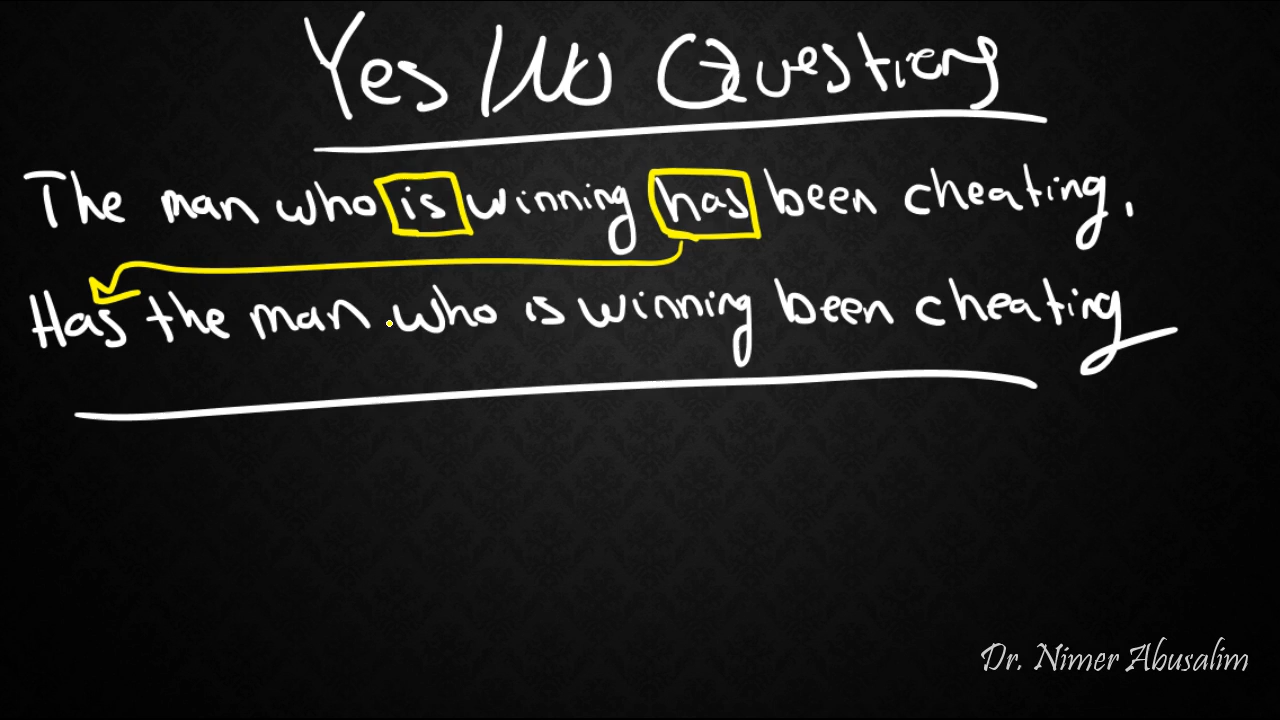 Yes/No Questions
The man who is winning has been cheating.
Has the man who is winning been cheating
Dr. Nimer Abusalim